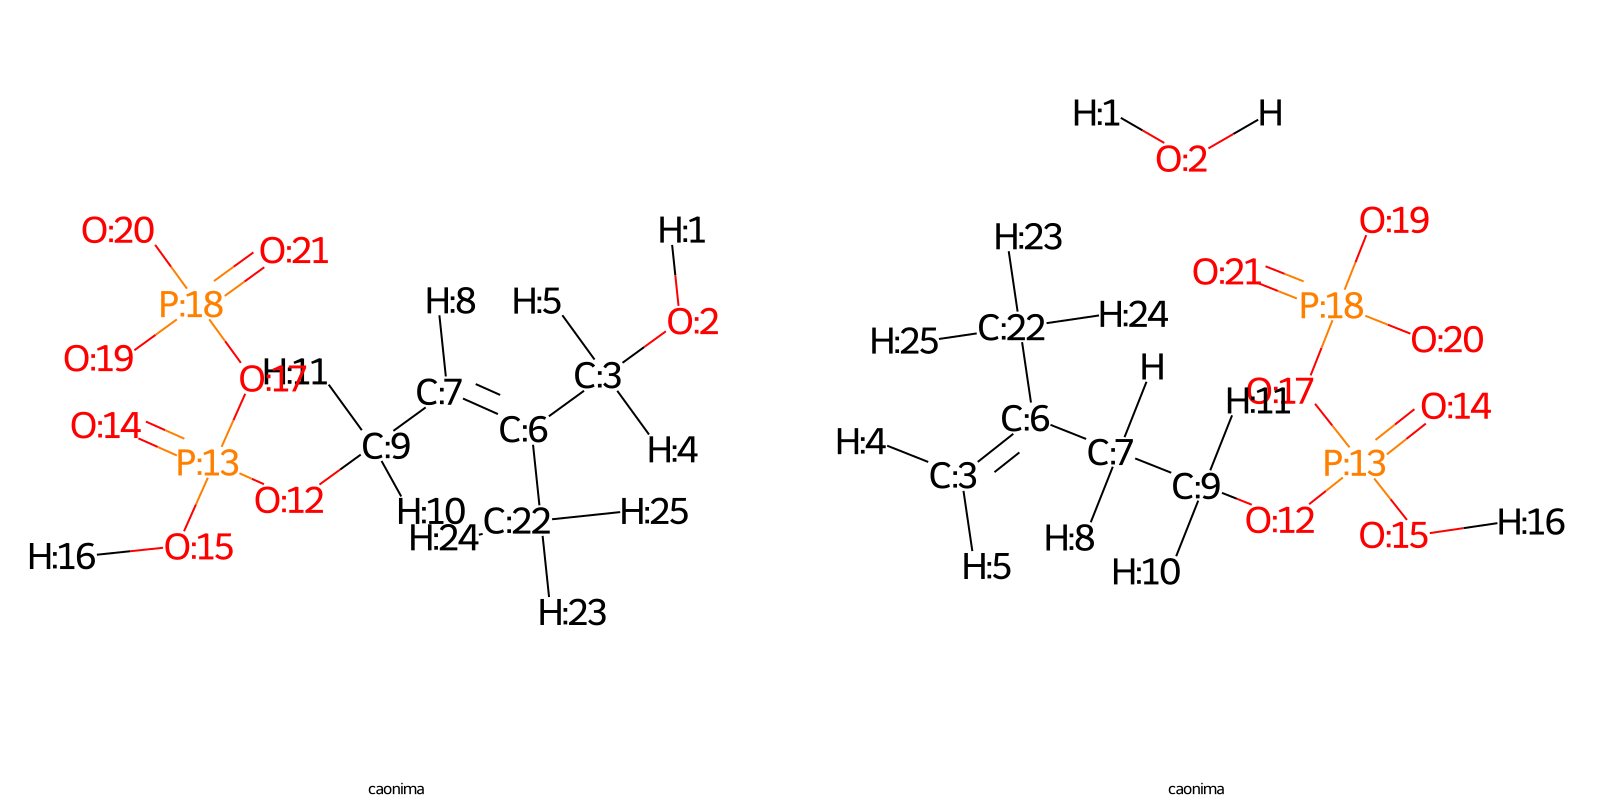 H:1 H
O:2
O:20 O:21 H:1 H:23 O:19
P:18 H:8 H:5 O:2 O:21 P:18
O:19 H:11 O:17 C:7 C:3 H:25 C:22 H:24 O:20
O:14 P:13 C:9 C:6 H:4 H O:17 H:11 O:14
O:12 H:10 C:22 H:25 H:4 C:3 C:6 C:7 C:9 P:13
H:16 O:15 H:24 H:23 H:5 H:8 H:10 O:12 O:15 H:16
caonima caonima